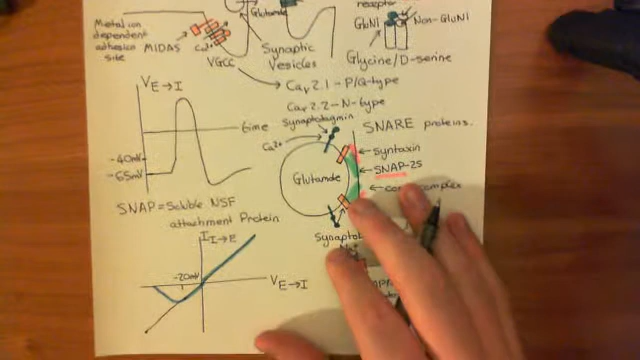 Glutamate
receptor
GluN1
Non-GluN1
Metal ion
dependent
adhesion
site
MIDAS
Ca2+
VGCC
Synaptic
Vesicles
Glycine/D-serine
Cav2.1 - P/Q-type
Cav2.2 - N-type
VE→I
time
-40mV
-65mV
Synaptotagmin
Ca2+
SNARE proteins.
Glutamate
syntaxin
SNAP-25
SNAP = Soluble NSF
attachment Protein
II→E
-20mV
VE→I